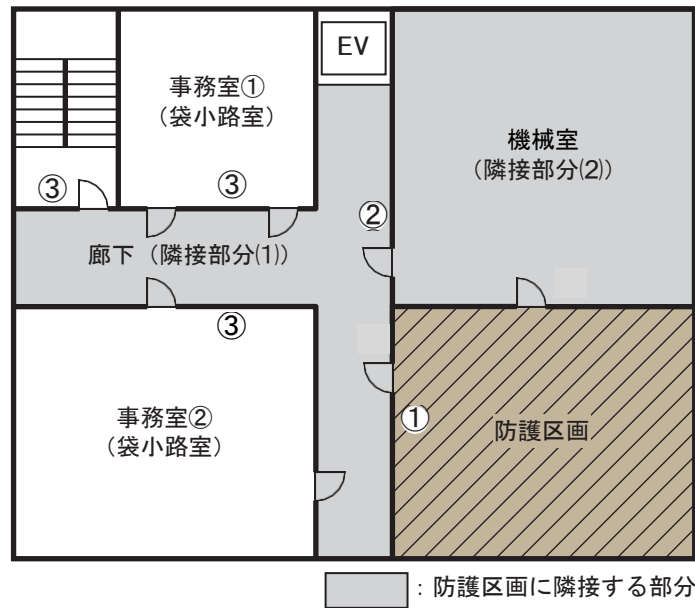 EV
事務室①
（袋小路室）
機械室
（隣接部分⑵）
③
③
②
廊下（隣接部分⑴）
③
事務室②
（袋小路室）
①
防護区画
：防護区画に隣接する部分